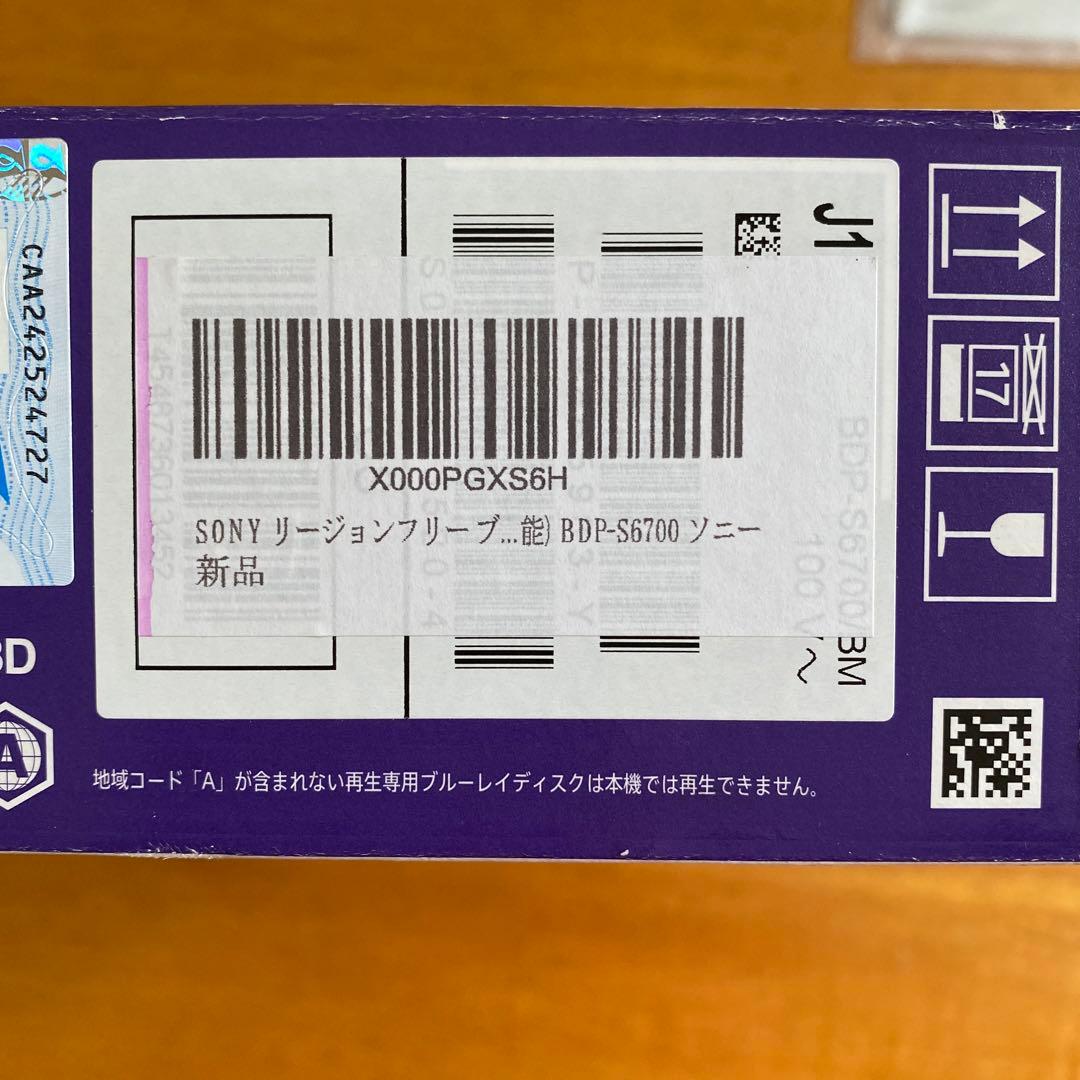 CAA242524727
J1
X000PGXS6H
SONY リージョンフリー ブ...能) BDP-S6700 ソニー
新品
BDP-S6700/BM
100V~
17
BD
A
地域コード「A」が含まれない再生専用ブルーレイディスクは本機では再生できません。